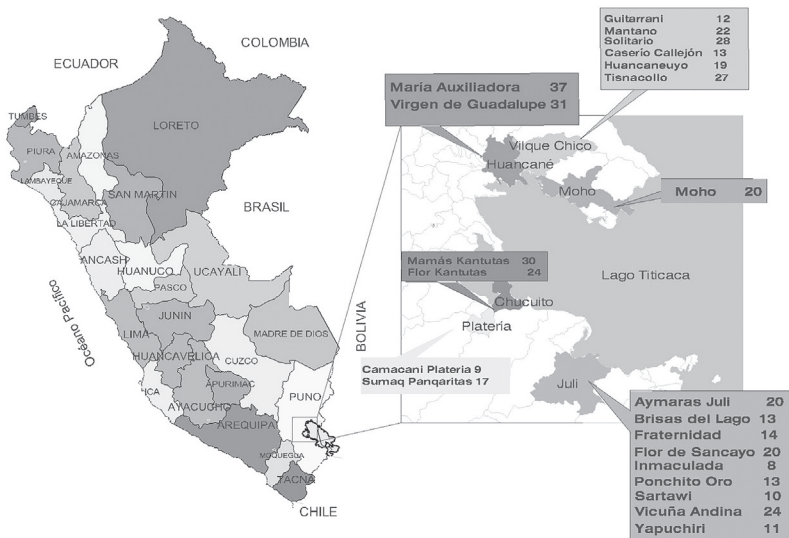 COLOMBIA
ECUADOR
TUMBES
PIURA
LORETO
AMAZONAS
LAMBAYEQUE
CAJAMARCA
SAN MARTIN
LA LIBERTAD
BRASIL
ANCASH
HUANUCO
UCAYALI
PASCO
JUNIN
LIMA
MADRE DE DIOS
HUANCAVELICA
CUZCO
ICA
APURIMAC
AYACUCHO
PUNO
AREQUIPA
MOQUEGUA
TACNA
CHILE
Océano Pacífico
BOLIVIA
Guitarrani 12
Mantano 22
Solitario 28
Caserío Callejón 13
Huancaneuyo 19
Tisnacollo 27
Maria Auxiliadora 37
Virgen de Guadalupe 31
Vilque Chico
Huancané
Moho
Moho 20
Mamás Kantutas 30
Flor Kantutas 24
Lago Titicaca
Chucuito
Platería
Camacani Plateria 9
Sumaq Panqaritas 17
Juli
Aymaras Juli 20
Brisas del Lago 13
Fraternidad 14
Flor de Sancayo 20
Inmaculada 8
Ponchito Oro 13
Sartawi 10
Vicuña Andina 24
Yapuchiri 11